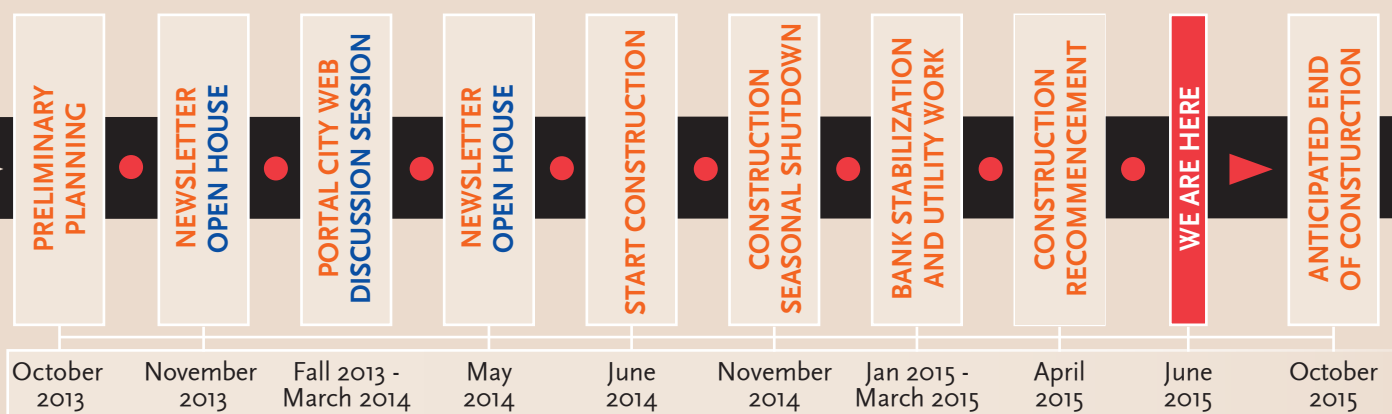 PRELIMINARY
PLANNING
NEWSLETTER
OPEN HOUSE
PORTAL CITY WEB
DISCUSSION SESSION
NEWSLETTER
OPEN HOUSE
START CONSTRUCTION
CONSTRUCTION
SEASONAL SHUTDOWN
BANK STABILIZATION
AND UTILITY WORK
CONSTRUCTION
RECOMMENCEMENT
WE ARE HERE
ANTICIPATED END
OF CONSTURCTION
October
2013
November
2013
Fall 2013 -
March 2014
May
2014
June
2014
November
2014
Jan 2015 -
March 2015
April
2015
June
2015
October
2015